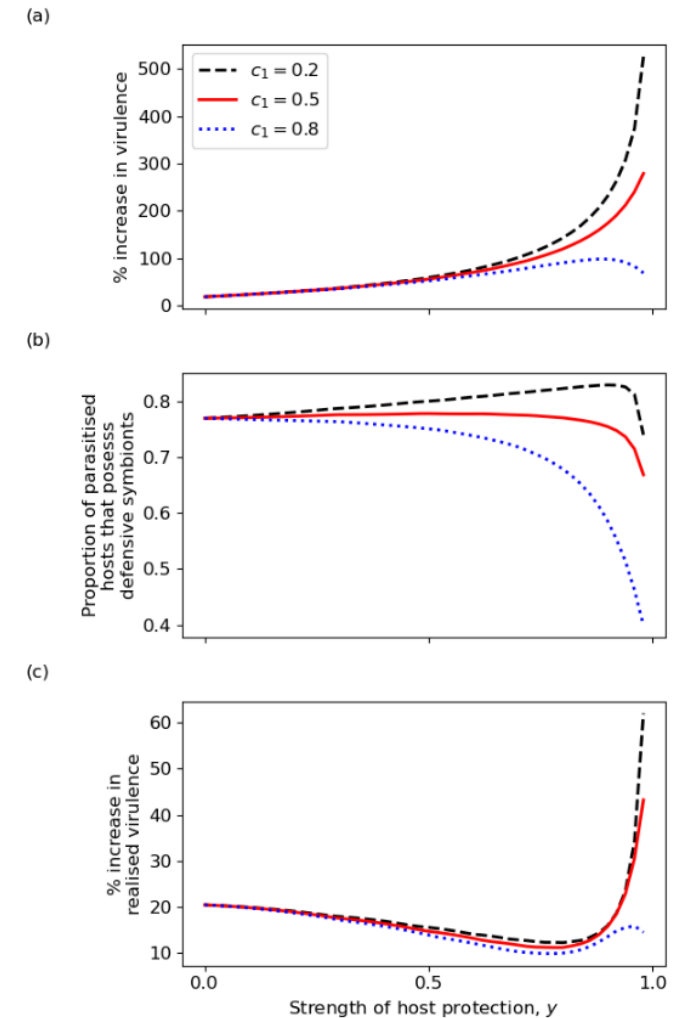 (a)
% increase in virulence
500
400
300
200
100
0
c₁ = 0.2
c₁ = 0.5
c₁ = 0.8
(b)
Proportion of parasitised
hosts that posesss
defensive symbionts
0.8
0.7
0.6
0.5
0.4
(c)
% increase in
realised virulence
60
50
40
30
20
10
0.0
0.5
1.0
Strength of host protection, y